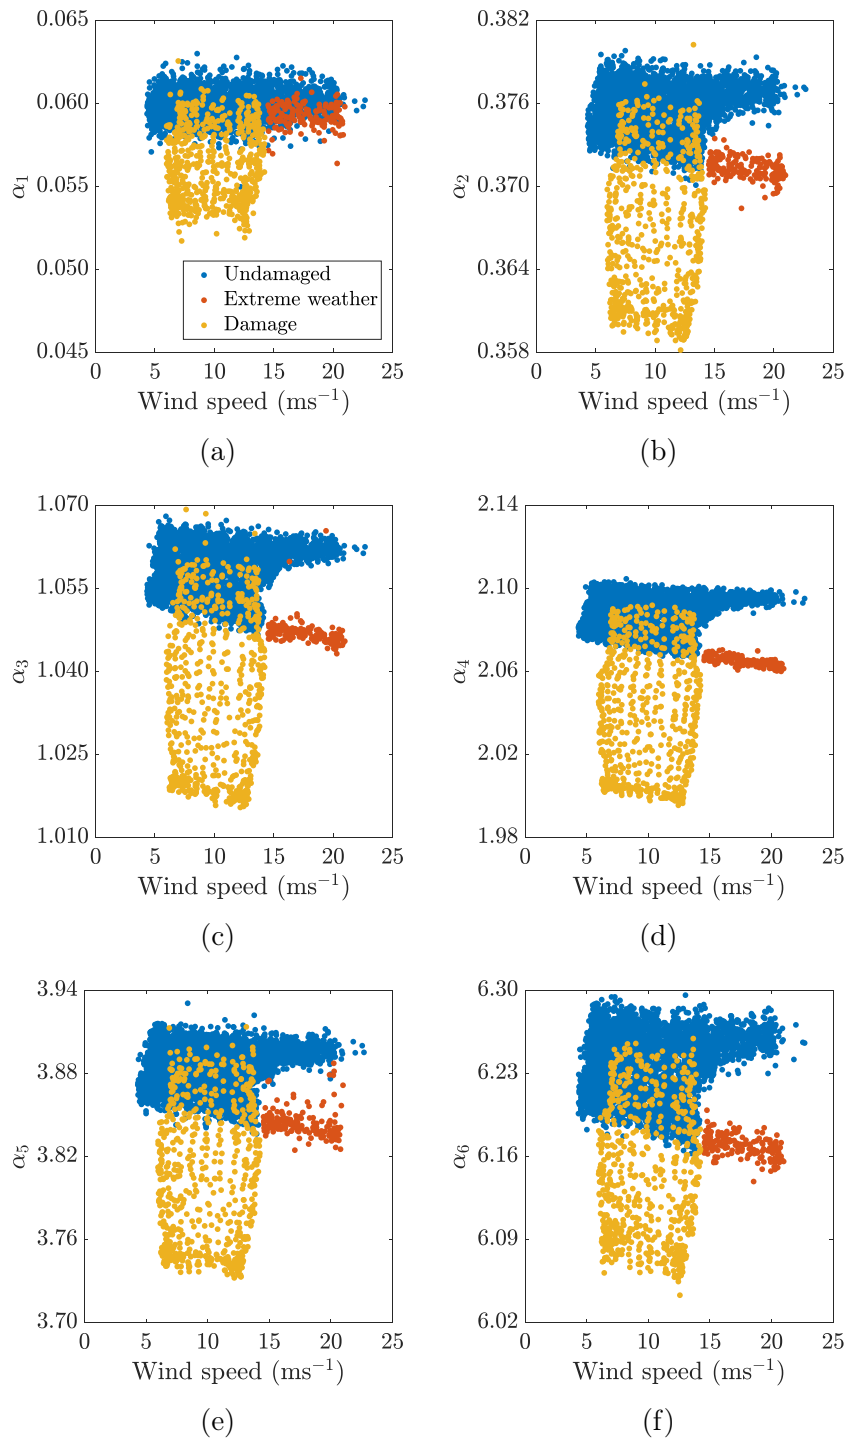 0.065
0.060
0.055
0.050
0.045
α₁
Undamaged
Extreme weather
Damage
0 5 10 15 20 25
Wind speed (ms⁻¹)
(a)
0.382
0.376
0.370
0.364
0.358
α₂
0 5 10 15 20 25
Wind speed (ms⁻¹)
(b)
1.070
1.055
1.040
1.025
1.010
α₃
0 5 10 15 20 25
Wind speed (ms⁻¹)
(c)
2.14
2.10
2.06
2.02
1.98
α₄
0 5 10 15 20 25
Wind speed (ms⁻¹)
(d)
3.94
3.88
3.82
3.76
3.70
α₅
0 5 10 15 20 25
Wind speed (ms⁻¹)
(e)
6.30
6.23
6.16
6.09
6.02
α₆
0 5 10 15 20 25
Wind speed (ms⁻¹)
(f)